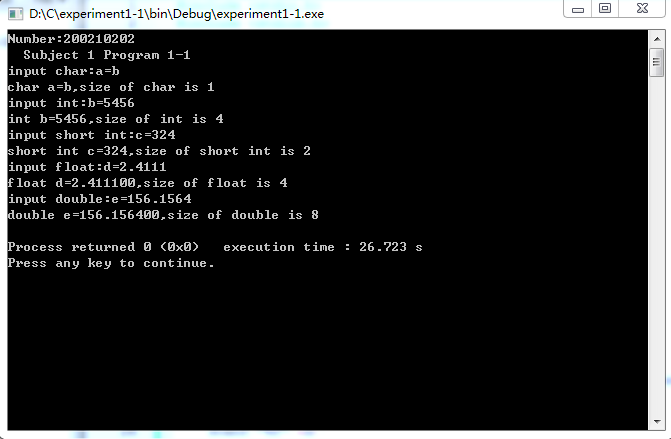 D:\C\experiment1-1\bin\Debug\experiment1-1.exe
Number:200210202
  Subject 1 Program 1-1
input char:a=b
char a=b,size of char is 1
input int:b=5456
int b=5456,size of int is 4
input short int:c=324
short int c=324,size of short int is 2
input float:d=2.4111
float d=2.411100,size of float is 4
input double:e=156.1564
double e=156.156400,size of double is 8
Process returned 0 (0x0)   execution time : 26.723 s
Press any key to continue.